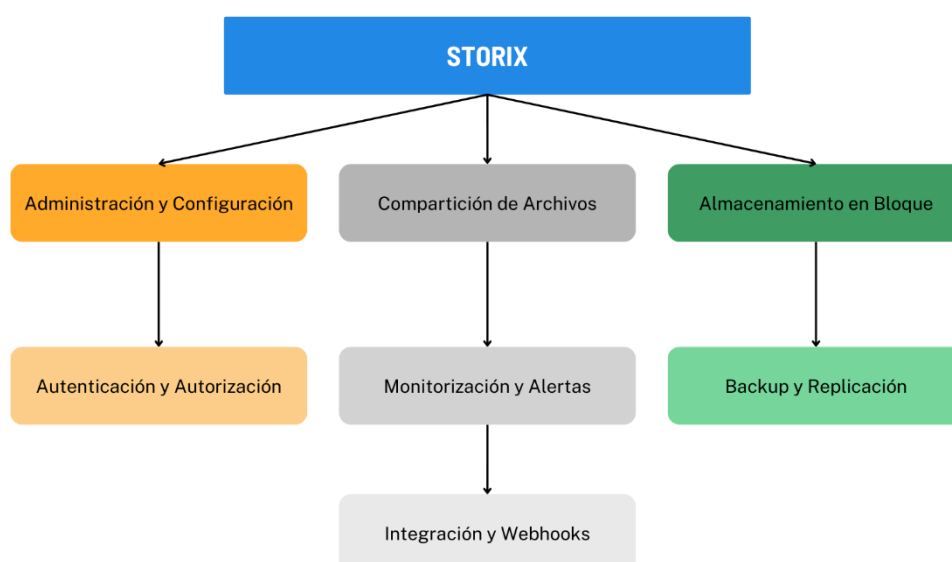 STORIX
Administración y Configuración
Compartición de Archivos
Almacenamiento en Bloque
Autenticación y Autorización
Monitorización y Alertas
Backup y Replicación
Integración y Webhooks